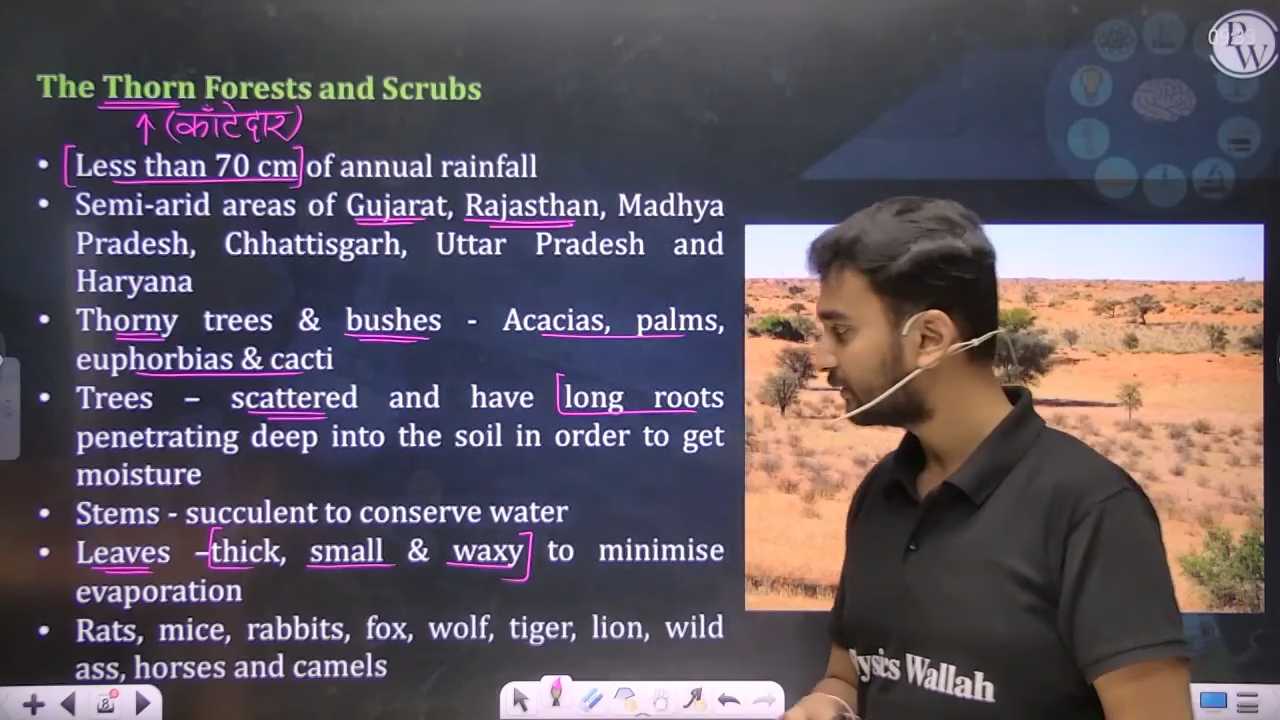 The Thorn Forests and Scrubs
↑ (काँटेदार)
• Less than 70 cm of annual rainfall
• Semi-arid areas of Gujarat, Rajasthan, Madhya
Pradesh, Chhattisgarh, Uttar Pradesh and
Haryana
• Thorny trees & bushes - Acacias, palms,
euphorbias & cacti
• Trees – scattered and have long roots
penetrating deep into the soil in order to get
moisture
• Stems - succulent to conserve water
• Leaves –thick, small & waxy to minimise
evaporation
• Rats, mice, rabbits, fox, wolf, tiger, lion, wild
ass, horses and camels
PW
ysics Wallah
8